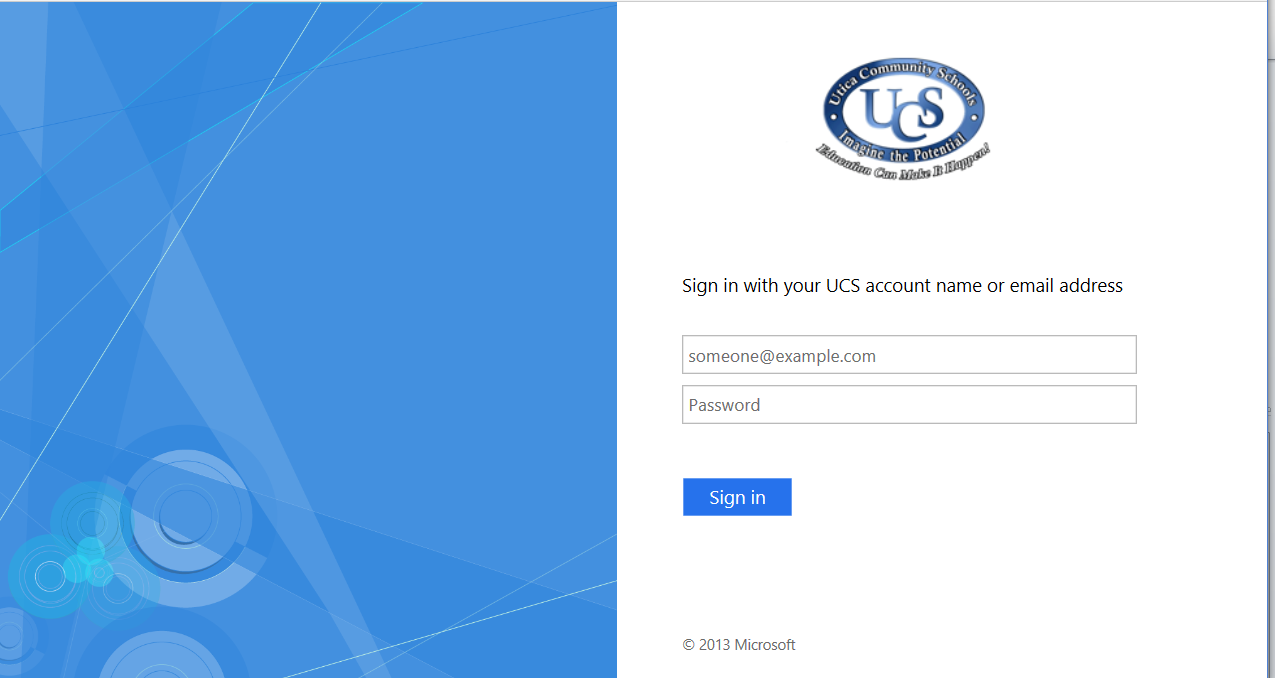 Utica Community Schools
UCS
Imagine the Potential
Education Can Make It Happen!
Sign in with your UCS account name or email address
someone@example.com
Password
Sign in
© 2013 Microsoft